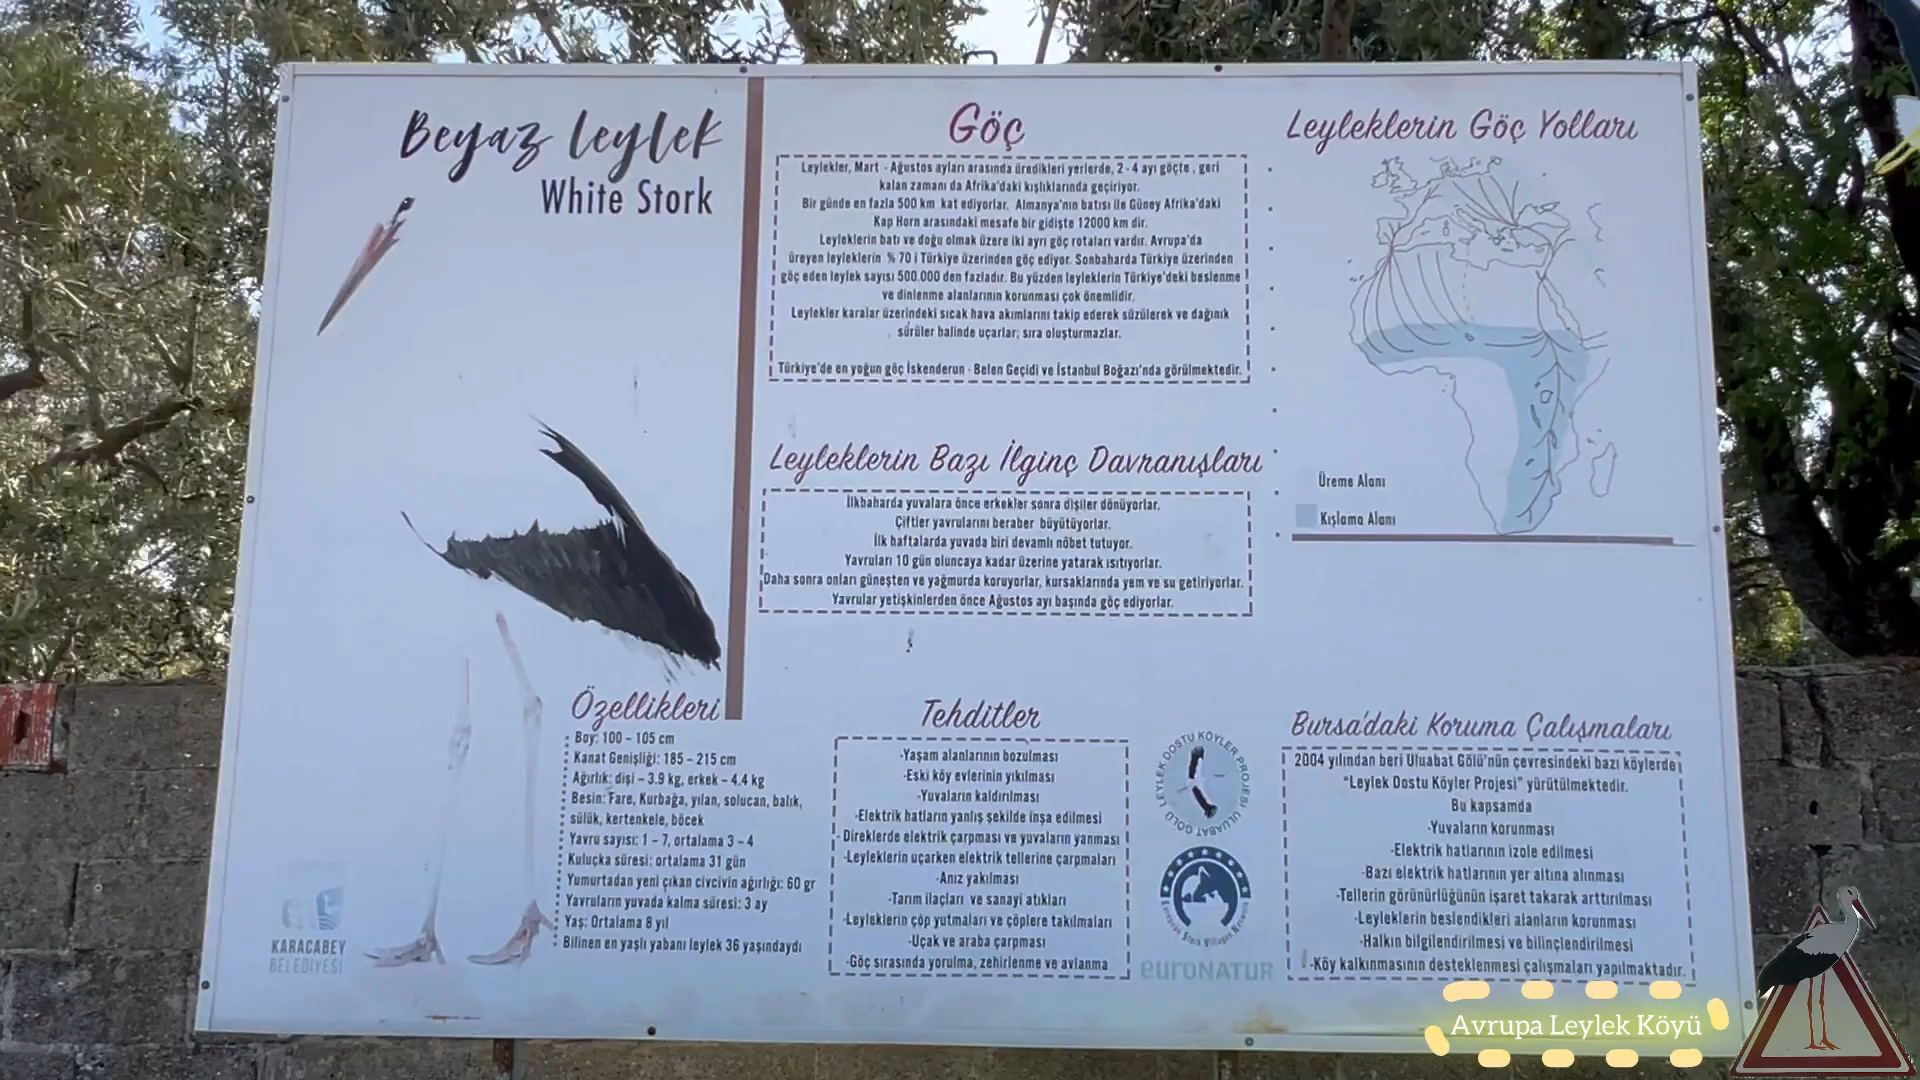 Beyaz Leylek
White Stork
Göç
Leylekler, Mart - Ağustos ayları arasında üredikleri yerlerde, 2 - 4 ayı göçte , geri
kalan zamanı da Afrika'daki kışlıklarında geçiriyor.
Bir günde en fazla 500 km kat ediyorlar. Almanya'nın batısı ile Güney Afrika'daki
Kap Horn arasındaki mesafe bir gidişte 12000 km dir.
Leyleklerin batı ve doğu olmak üzere iki ayrı göç rotaları vardır. Avrupa'da
üreyen leyleklerin % 70 i Türkiye üzerinden göç ediyor. Sonbaharda Türkiye üzerinden
göç eden leylek sayısı 500.000 den fazladır. Bu yüzden leyleklerin Türkiye'deki beslenme
ve dinlenme alanlarının korunması çok önemlidir.
Leylekler karalar üzerindeki sıcak hava akımlarını takip ederek süzülerek ve dağınık
sürüler halinde uçarlar; sıra oluşturmazlar.
Türkiye'de en yoğun göç İskenderun - Belen Geçidi ve İstanbul Boğazı'nda görülmektedir.
Leyleklerin Göç Yolları
Üreme Alanı
Kışlama Alanı
Leyleklerin Bazı İlginç Davranışları
İlkbaharda yuvalara önce erkekler sonra dişiler dönüyorlar.
Çiftler yavrularını beraber büyütüyorlar.
İlk haftalarda yuvada biri devamlı nöbet tutuyor.
Yavruları 10 gün oluncaya kadar üzerine yatarak ısıtıyorlar.
Daha sonra onları güneşten ve yağmurda koruyorlar, kursaklarında yem ve su getiriyorlar.
Yavrular yetişkinlerden önce Ağustos ayı başında göç ediyorlar.
Özellikleri
Boy: 100 - 105 cm
Kanat Genişliği: 185 - 215 cm
Ağırlık: dişi - 3.9 kg, erkek - 4.4 kg
Besin: Fare, Kurbağa, yılan, solucan, balık,
sülük, kertenkele, böcek
Yavru sayısı: 1 - 7, ortalama 3 - 4
Kuluçka süresi: ortalama 31 gün
Yumurtadan yeni çıkan civcivin ağırlığı: 60 gr
Yavruların yuvada kalma süresi: 3 ay
Yaş: Ortalama 8 yıl
Bilinen en yaşlı yabani leylek 36 yaşındaydı
KARACABEY
BELEDİYESİ
Tehditler
-Yaşam alanlarının bozulması
-Eski köy evlerinin yıkılması
-Yuvaların kaldırılması
-Elektrik hatların yanlış şekilde inşa edilmesi
Direklerde elektrik çarpması ve yuvaların yanması
-Leyleklerin uçarken elektrik tellerine çarpmaları
-Anız yakılması
-Tarım ilaçları ve sanayi atıkları
-Leyleklerin çöp yutmaları ve çöplere takılmaları
-Uçak ve araba çarpması
-Göç sırasında yorulma, zehirlenme ve avlanma
LEYLEK DOSTU KÖYLER PROJESİ ULUABAT GÖLÜ
European Stork Villages Network
euronatur
Bursa'daki Koruma Çalışmaları
2004 yılından beri Uluabat Gölü'nün çevresindeki bazı köylerde
"Leylek Dostu Köyler Projesi" yürütülmektedir.
Bu kapsamda
-Yuvaların korunması
-Elektrik hatlarının izole edilmesi
-Bazı elektrik hatlarının yer altına alınması
-Tellerin görünürlüğünün işaret takarak arttırılması
-Leyleklerin beslendikleri alanların korunması
-Halkın bilgilendirilmesi ve bilinçlendirilmesi
-Köy kalkınmasının desteklenmesi çalışmaları yapılmaktadır.
Avrupa Leylek Köyü